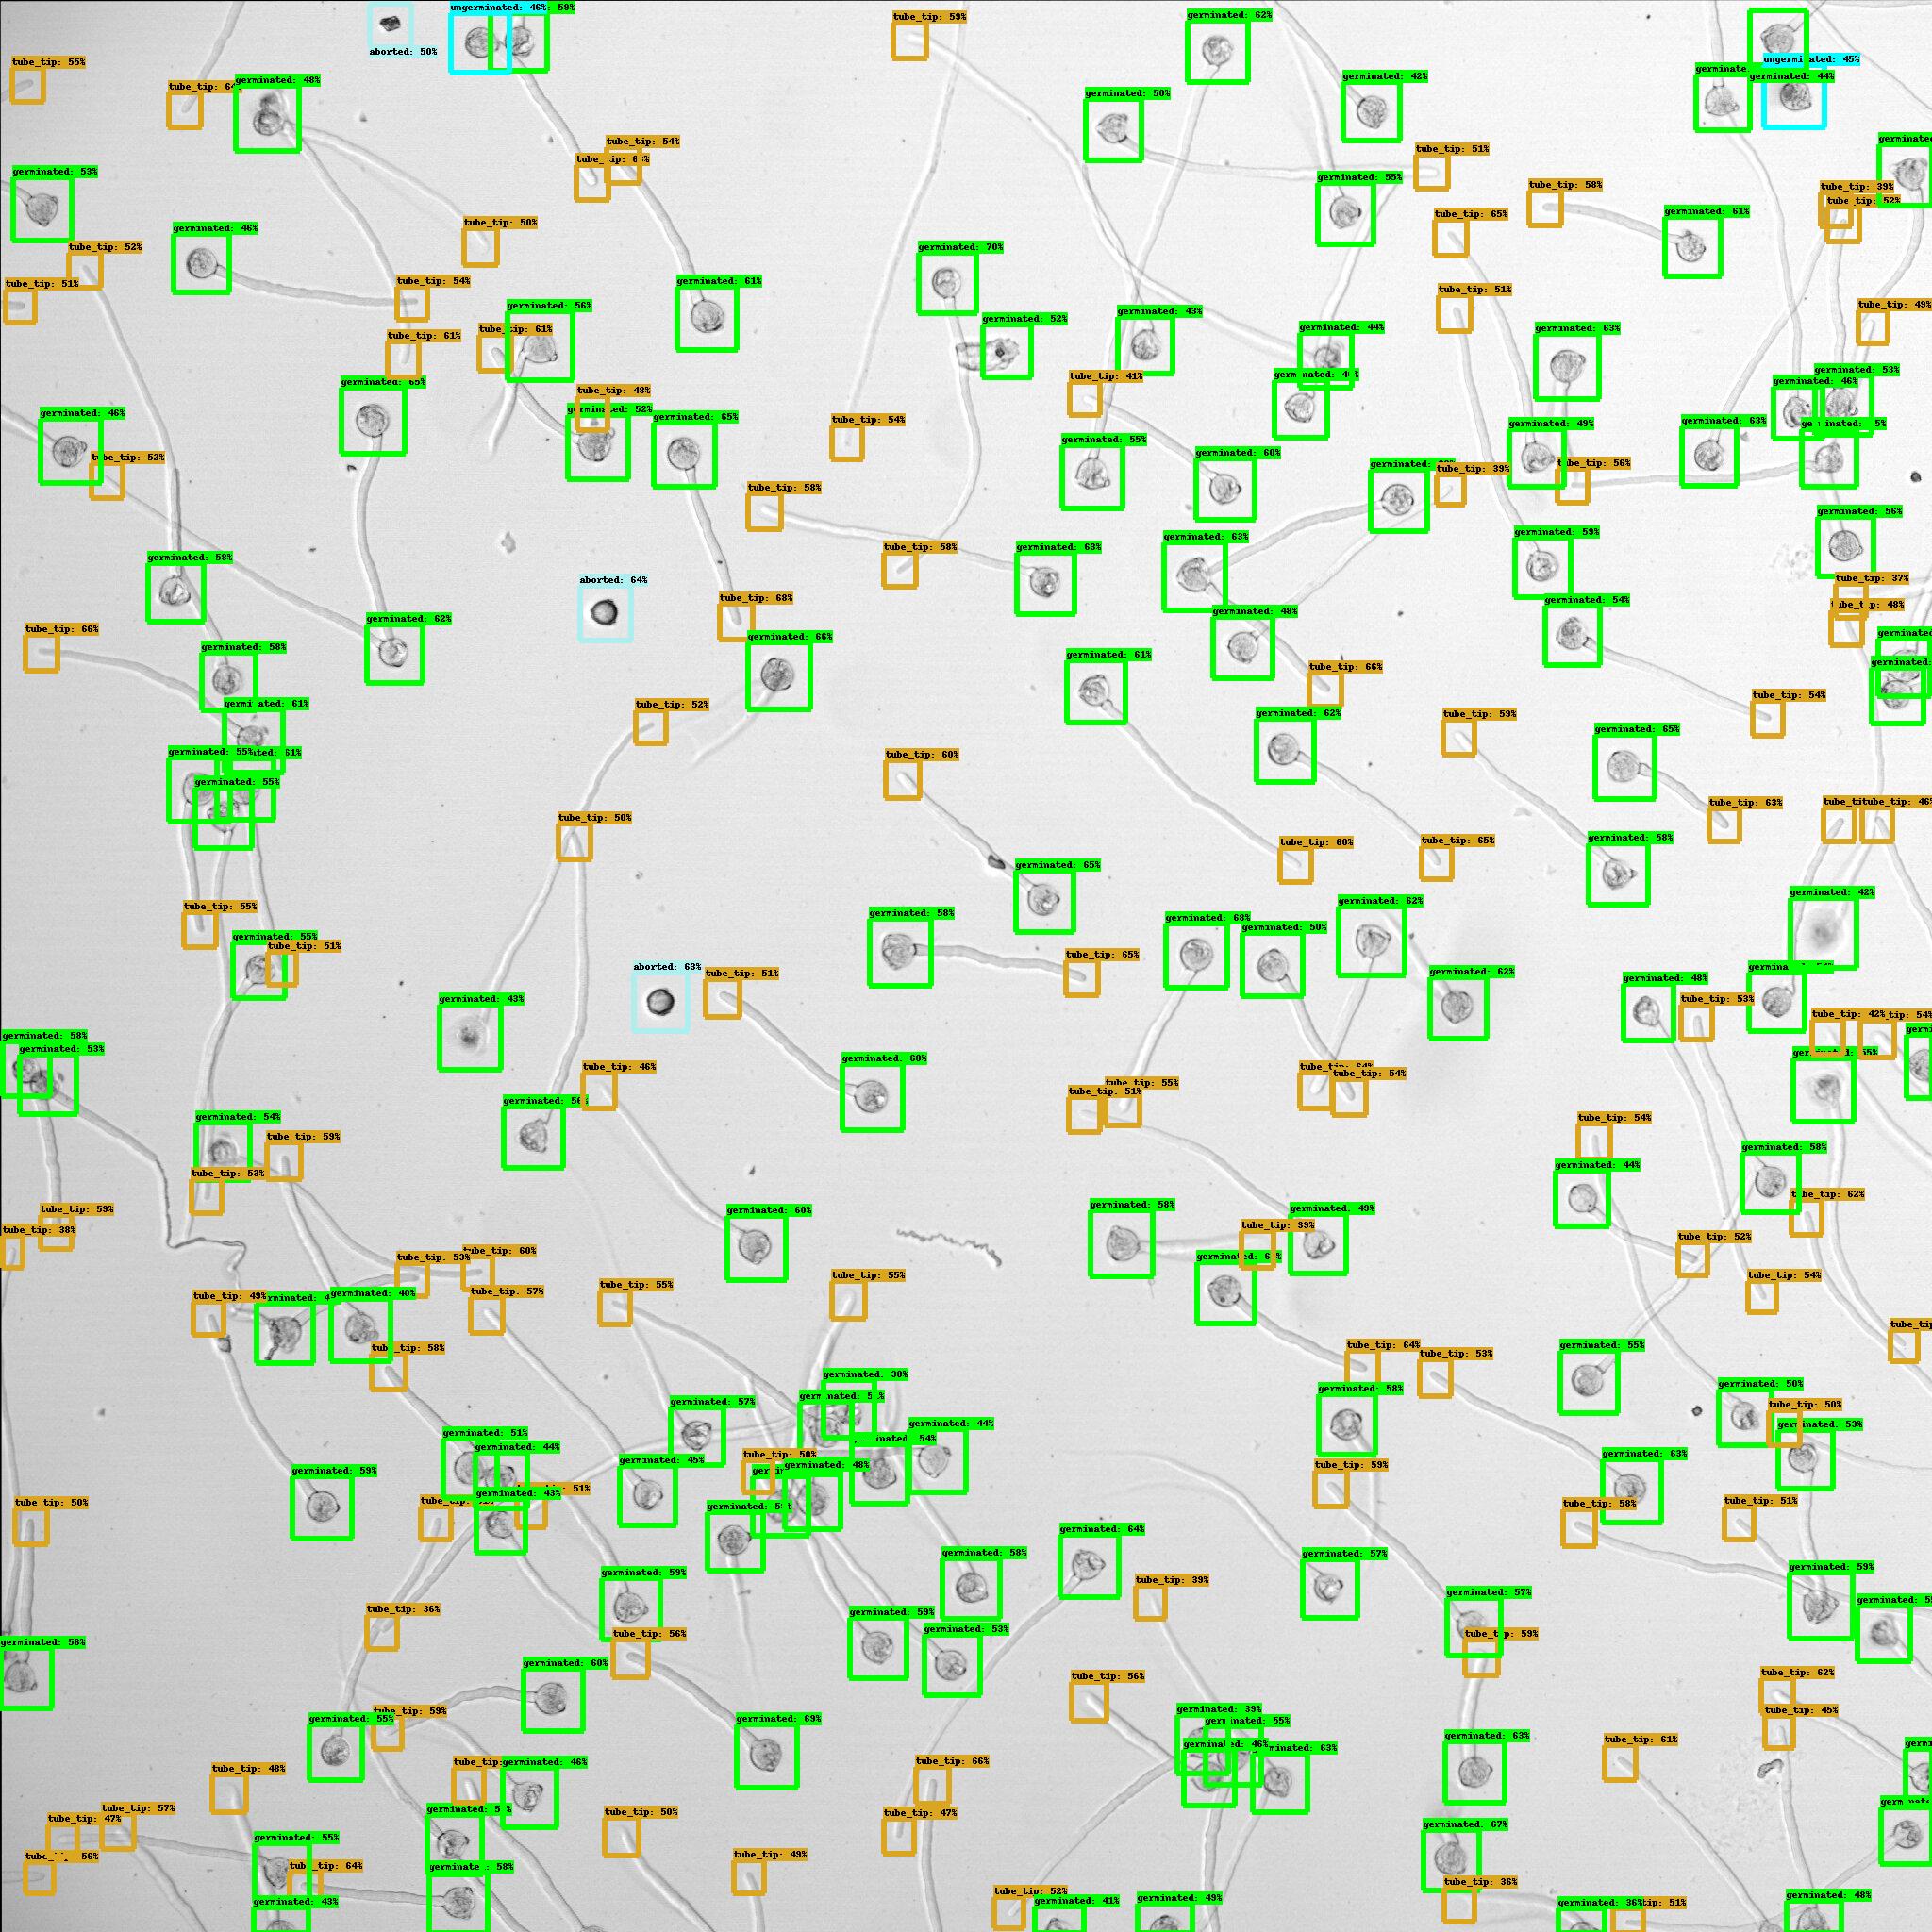 ungerminated: 46% 59%
tube_tip: 59%
germinated: 62%
aborted: 50%
tube_tip: 55%
germinated: 48%
germinated: 42%
ungerminated: 45%
germinated: 44%
germinated: 50%
tube_tip: 54%
tube_tip: 51%
germinated: 53%
germinated: 55%
tube_tip: 58%
tube_tip: 39%
germinated: 61%
tube_tip: 65%
tube_tip: 50%
germinated: 46%
tube_tip: 52%
germinated: 70%
tube_tip: 54%
germinated: 61%
tube_tip: 51%
tube_tip: 51%
tube_tip: 49%
germinated: 56%
germinated: 43%
germinated: 52%
tube_tip: 61%
tube_tip: 61%
germinated: 44%
germinated: 63%
germinated: 53%
tube_tip: 41%
germinated: 46%
tube_tip: 48%
germinated: 46%
germinated: 52%
germinated: 65%
tube_tip: 54%
germinated: 55%
germinated: 49%
germinated: 63%
tube_tip: 52%
germinated: 60%
tube_tip: 39%
tube_tip: 56%
tube_tip: 58%
germinated: 56%
germinated: 58%
tube_tip: 58%
germinated: 63%
germinated: 63%
germinated: 59%
aborted: 64%
tube_tip: 37%
tube_tip: 68%
germinated: 54%
germinated: 48%
germinated: 62%
tube_tip: 66%
germinated: 66%
germinated: 58%
germinated: 61%
tube_tip: 66%
tube_tip: 54%
germinated: 61%
tube_tip: 52%
germinated: 62%
tube_tip: 59%
germinated: 65%
germinated: 55%
tube_tip: 60%
germinated: 55%
tube_tip: 63%
tube_tip: 46%
tube_tip: 50%
tube_tip: 60%
tube_tip: 65%
germinated: 58%
germinated: 65%
germinated: 42%
tube_tip: 55%
germinated: 58%
germinated: 68%
germinated: 50%
germinated: 62%
germinated: 55%
tube_tip: 51%
tube_tip: 65%
aborted: 63%
tube_tip: 51%
germinated: 62%
germinated: 48%
germinated: 43%
tube_tip: 53%
tube_tip: 42%
germinated: 58%
germinated: 53%
germinated: 68%
tube_tip: 46%
tube_tip: 54%
tube_tip: 55%
tube_tip: 51%
germinated: 54%
tube_tip: 54%
tube_tip: 59%
germinated: 58%
germinated: 44%
tube_tip: 53%
tube_tip: 62%
germinated: 58%
germinated: 60%
germinated: 49%
tube_tip: 59%
tube_tip: 38%
tube_tip: 39%
tube_tip: 52%
tube_tip: 60%
tube_tip: 53%
tube_tip: 55%
tube_tip: 55%
tube_tip: 54%
tube_tip: 57%
tube_tip: 49%
germinated: 40%
tube_tip: 58%
tube_tip: 64%
tube_tip: 53%
germinated: 55%
germinated: 38%
germinated: 58%
germinated: 50%
germinated: 57%
tube_tip: 50%
germinated: 44%
germinated: 53%
germinated: 51%
germinated: 44%
tube_tip: 50%
germinated: 45%
germinated: 48%
germinated: 63%
tube_tip: 59%
germinated: 59%
germinated: 43%
tube_tip: 50%
tube_tip: 58%
tube_tip: 51%
germinated: 64%
germinated: 58%
germinated: 57%
germinated: 59%
germinated: 59%
tube_tip: 39%
germinated: 57%
tube_tip: 36%
germinated: 59%
germinated: 53%
tube_tip: 56%
tube_tip: 59%
germinated: 56%
germinated: 60%
tube_tip: 56%
tube_tip: 62%
tube_tip: 59%
germinated: 39%
tube_tip: 45%
germinated: 55%
germinated: 55%
germinated: 69%
germinated: 46%
germinated: 63%
tube_tip: 61%
germinated: 46%
tube_tip: 66%
tube_tip: 48%
tube_tip: 57%
tube_tip: 47%
tube_tip: 50%
tube_tip: 47%
germinated: 55%
germinated: 67%
tube_tip: 56%
tube_tip: 64%
tube_tip: 49%
tube_tip: 36%
tube_tip: 52%
germinated: 43%
germinated: 41%
germinated: 49%
germinated: 36%
germinated: 48%